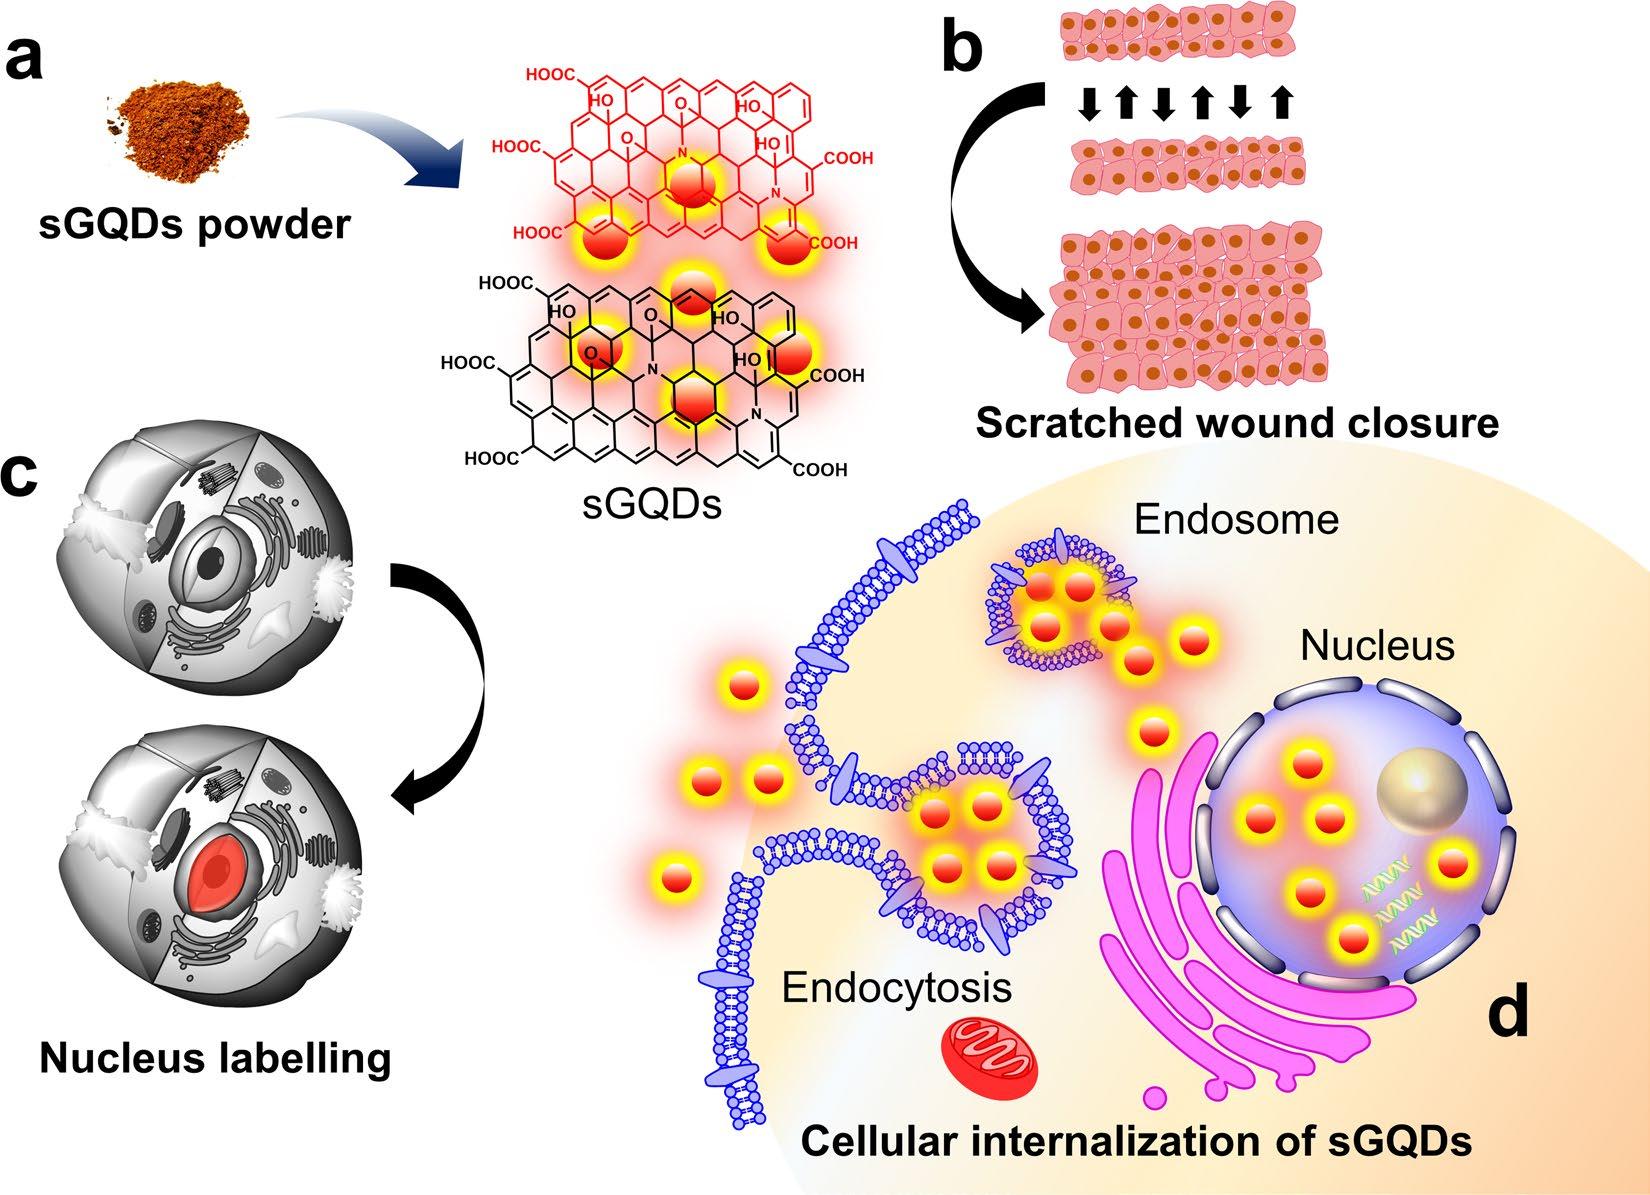 a
sGQDs powder
HOOC
HO
O
HO
O
N
HO
HOOC
COOH
N
HOOC
COOH
HOOC
HO
O
HO
O
N
HO
HOOC
COOH
N
HOOC
COOH
sGQDs
b
Scratched wound closure
c
Nucleus labelling
Endosome
Nucleus
Endocytosis
d
Cellular internalization of sGQDs